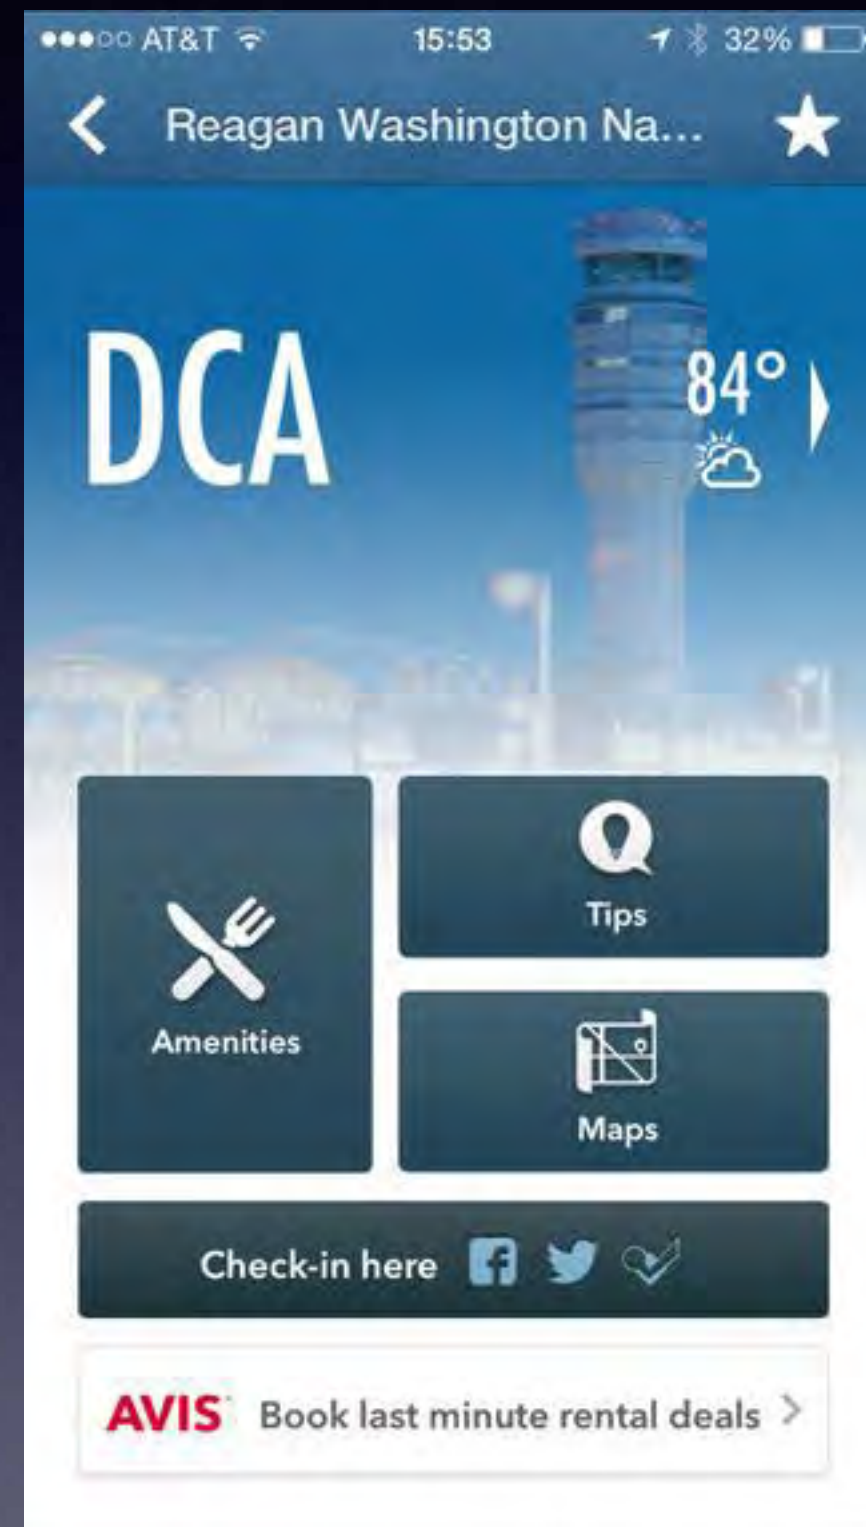 AT&T 15:53 32%
Reagan Washington Na...
DCA
84°
Tips
Amenities
Maps
Check-in here
AVIS Book last minute rental deals >